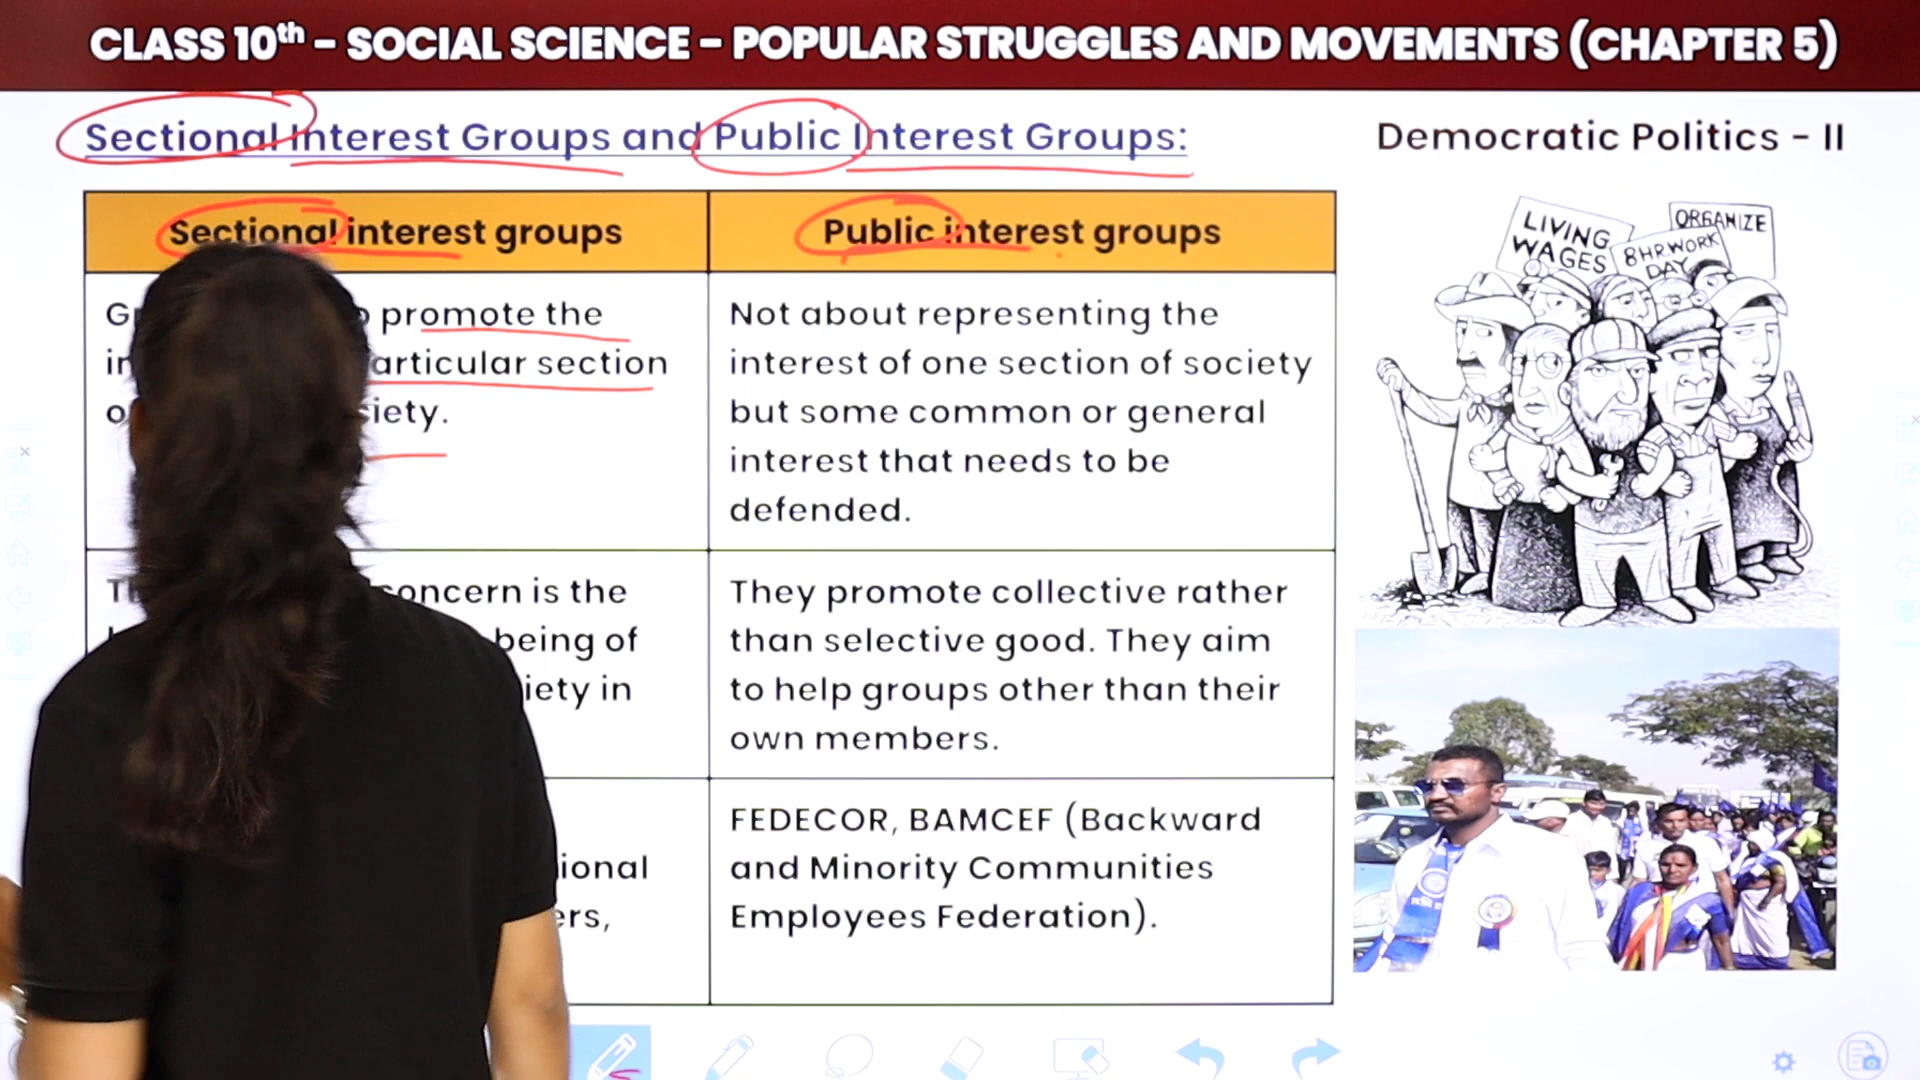 CLASS 10th – SOCIAL SCIENCE – POPULAR STRUGGLES AND MOVEMENTS (CHAPTER 5)
Sectional Interest Groups and Public Interest Groups:
Democratic Politics - II
Sectional interest groups
Public interest groups
promote the
articular section
iety.
Not about representing the
interest of one section of society
but some common or general
interest that needs to be
defended.
concern is the
being of
iety in
They promote collective rather
than selective good. They aim
to help groups other than their
own members.
ional
ers,
FEDECOR, BAMCEF (Backward
and Minority Communities
Employees Federation).
LIVING
WAGES
ORGANIZE
8HR WORK
DAY